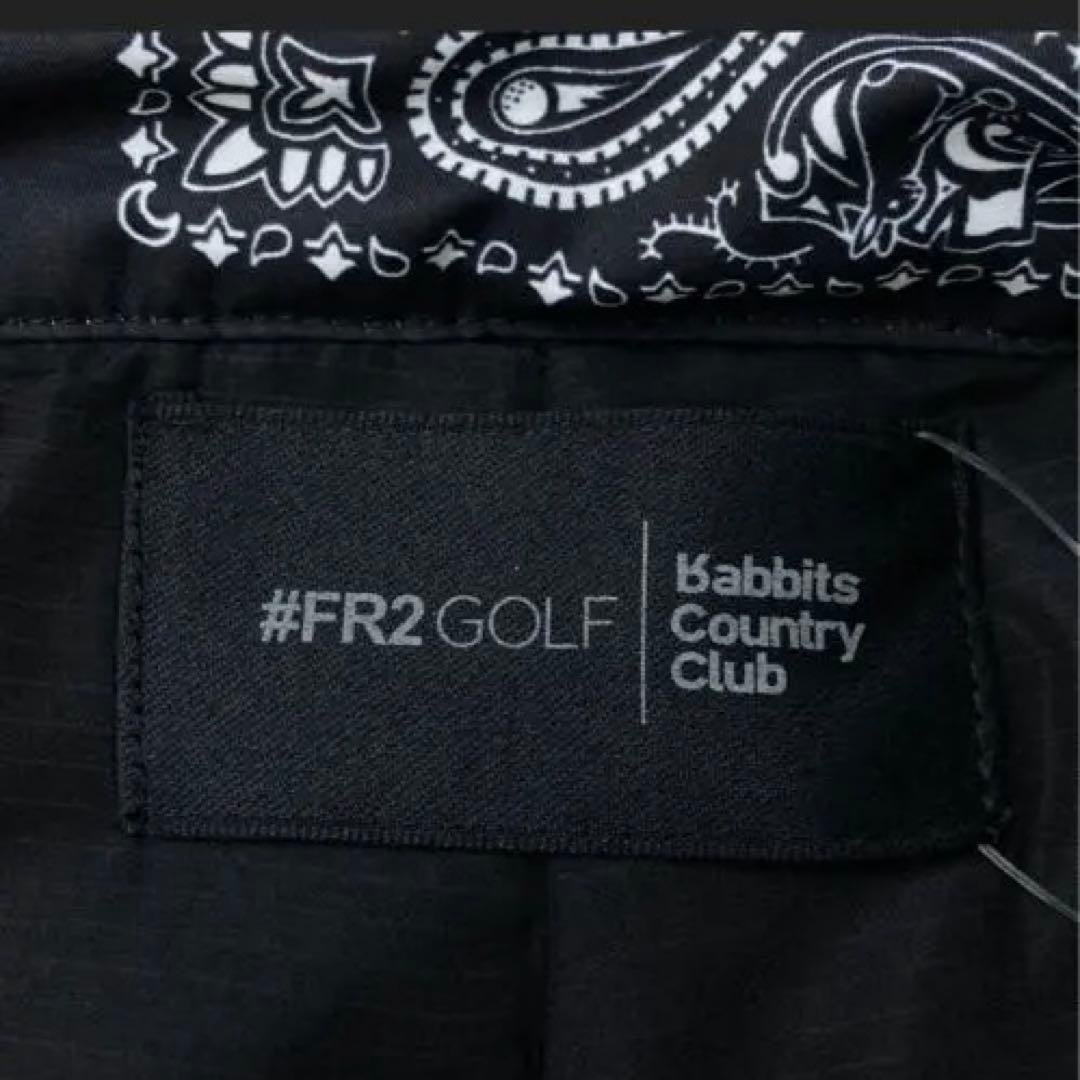 #FR2 GOLF
Rabbits
Country
Club